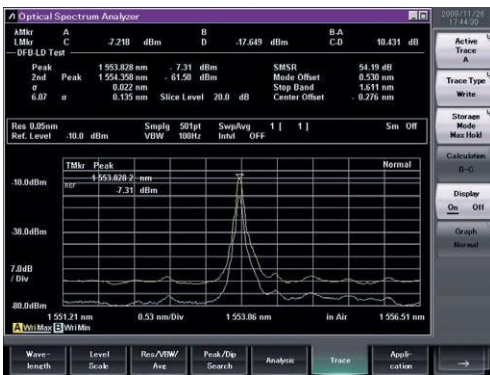 Optical Spectrum Analyzer
2009/11/26
17:44:30
λMkr A B B-A
LMkr C -7.218 dBm D -17.649 dBm C-D 10.431 dB
DFB-LD Test
Peak 1 553.828 nm - 7.31 dBm SMSR 54.19 dB
2nd Peak 1 554.358 nm - 61.50 dBm Mode Offset 0.530 nm
σ 0.022 nm Stop Band 1.611 nm
6.07 σ 0.135 nm Slice Level 20.0 dB Center Offset - 0.276 nm
Res 0.05nm Smplg 501pt SwpAvg 1 [ 1] Sm Off
Ref. Level -10.0 dBm VBW 100Hz Intvl OFF
TMkr Peak Normal
1 553.828 2 nm
REF
-7.31 dBm
-10.0dBm
-30.0dBm
7.0dB
/ Div
-80.0dBm
1 551.21 nm 0.53 nm/Div 1 553.86 nm in Air 1 556.51 nm
A Wri Max B Wri Min
Active
Trace
A
Trace Type
Write
Storage
Mode
Max Hold
Calculation
B-C
Display
On Off
Graph
Normal
Wave-
length
Level
Scale
Res/VBW/
Avg
Peak/Dip
Search
Analysis
Trace
Appli-
cation
→